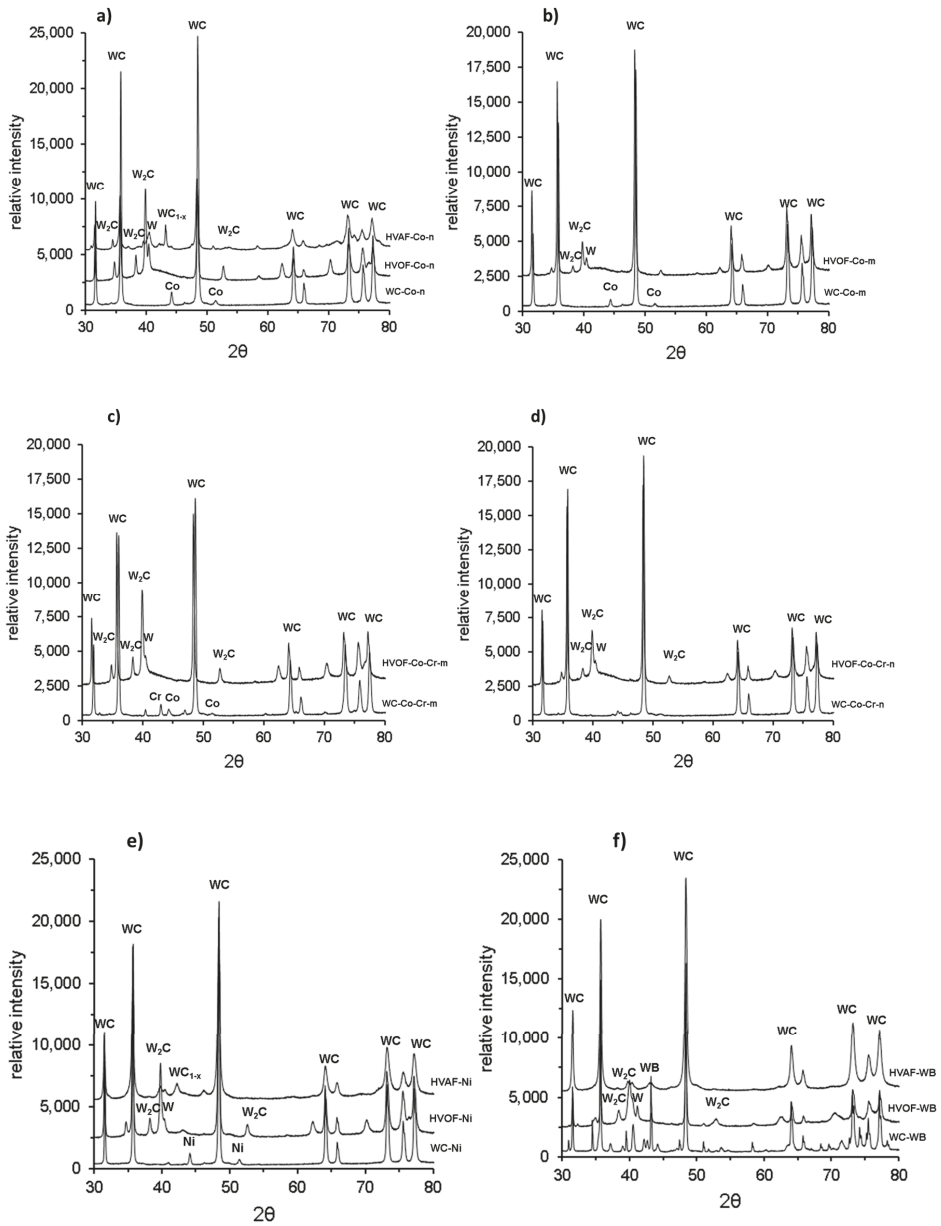 a)
relative intensity
25,000
20,000
15,000
10,000
5,000
0
WC
WC
WC
W₂C
W₂C
W₂C
W
WC₁₋ₓ
W₂C
WC
WC
WC
HVAF-Co-n
HVOF-Co-n
WC-Co-n
Co
Co
30 40 50 60 70 80
2θ
b)
relative intensity
20,000
17,500
15,000
12,500
10,000
7,500
5,000
2,500
0
WC
WC
WC
W₂C
W₂C
W
WC
WC
WC
HVOF-Co-m
WC-Co-m
Co
Co
30 40 50 60 70 80
2θ
c)
relative intensity
20,000
17,500
15,000
12,500
10,000
7,500
5,000
2,500
0
WC
WC
WC
W₂C
W₂C
W₂C
W
W₂C
WC
WC
WC
HVOF-Co-Cr-m
WC-Co-Cr-m
Cr
Co
Co
30 40 50 60 70 80
2θ
d)
relative intensity
20,000
17,500
15,000
12,500
10,000
7,500
5,000
2,500
0
WC
WC
WC
W₂C
W₂C
W
W₂C
WC
WC
WC
HVOF-Co-Cr-n
WC-Co-Cr-n
30 40 50 60 70 80
2θ
e)
relative intensity
25,000
20,000
15,000
10,000
5,000
0
WC
WC
WC
W₂C
WC₁₋ₓ
W₂C
W
W₂C
WC
WC
WC
HVAF-Ni
HVOF-Ni
WC-Ni
Ni
Ni
30 40 50 60 70 80
2θ
f)
relative intensity
25,000
20,000
15,000
10,000
5,000
0
WC
WC
WC
W₂C
WB
W₂C
W
W₂C
WC
WC
WC
HVAF-WB
HVOF-WB
WC-WB
30 40 50 60 70 80
2θ